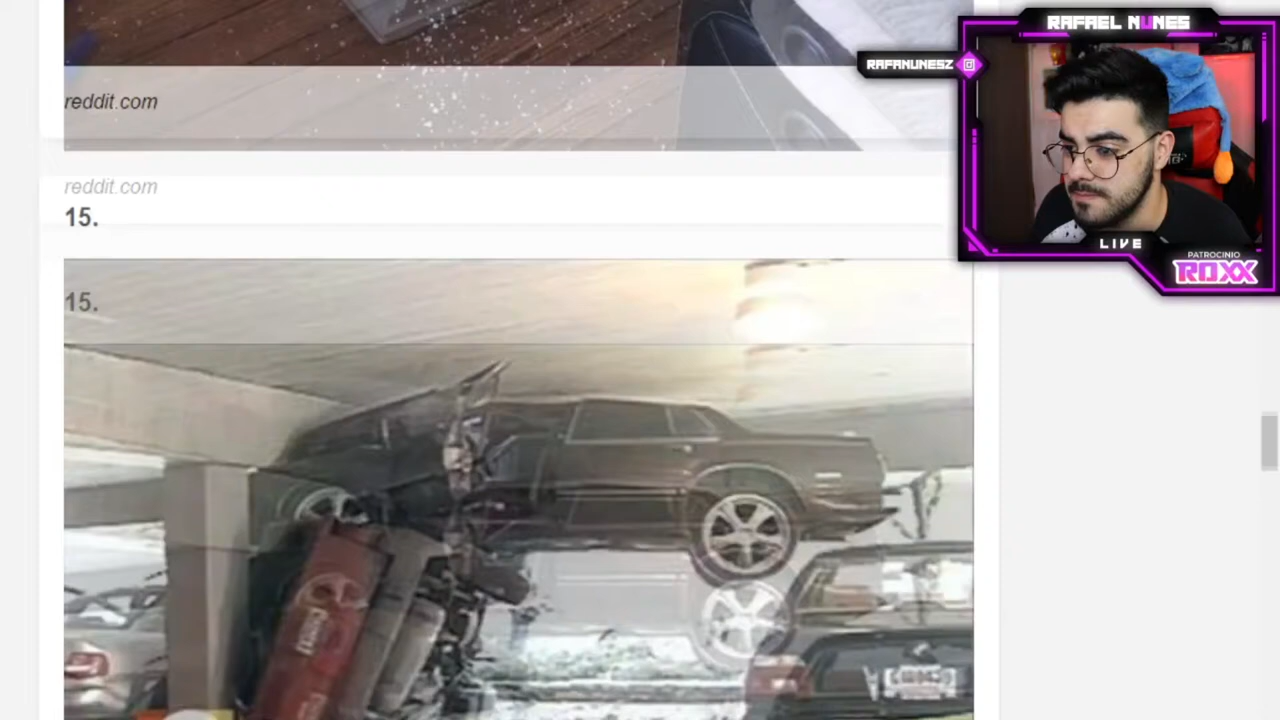 RAFAEL NUNES
RAFANUNESZ
reddit.com
reddit.com
15.
LIVE
PATROCINIO
ROXX
15.